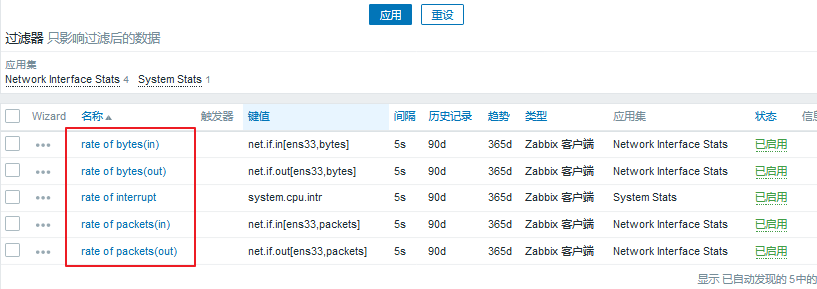 应用 重设
过滤器 只影响过滤后的数据
应用集
Network Interface Stats 4 System Stats 1
Wizard 名称 触发器 键值 间隔 历史记录 趋势 类型 应用集 状态 信息
rate of bytes(in) net.if.in[ens33,bytes] 5s 90d 365d Zabbix 客户端 Network Interface Stats 已启用
rate of bytes(out) net.if.out[ens33,bytes] 5s 90d 365d Zabbix 客户端 Network Interface Stats 已启用
rate of interrupt system.cpu.intr 5s 90d 365d Zabbix 客户端 System Stats 已启用
rate of packets(in) net.if.in[ens33,packets] 5s 90d 365d Zabbix 客户端 Network Interface Stats 已启用
rate of packets(out) net.if.out[ens33,packets] 5s 90d 365d Zabbix 客户端 Network Interface Stats 已启用
显示 已自动发现的 5中的